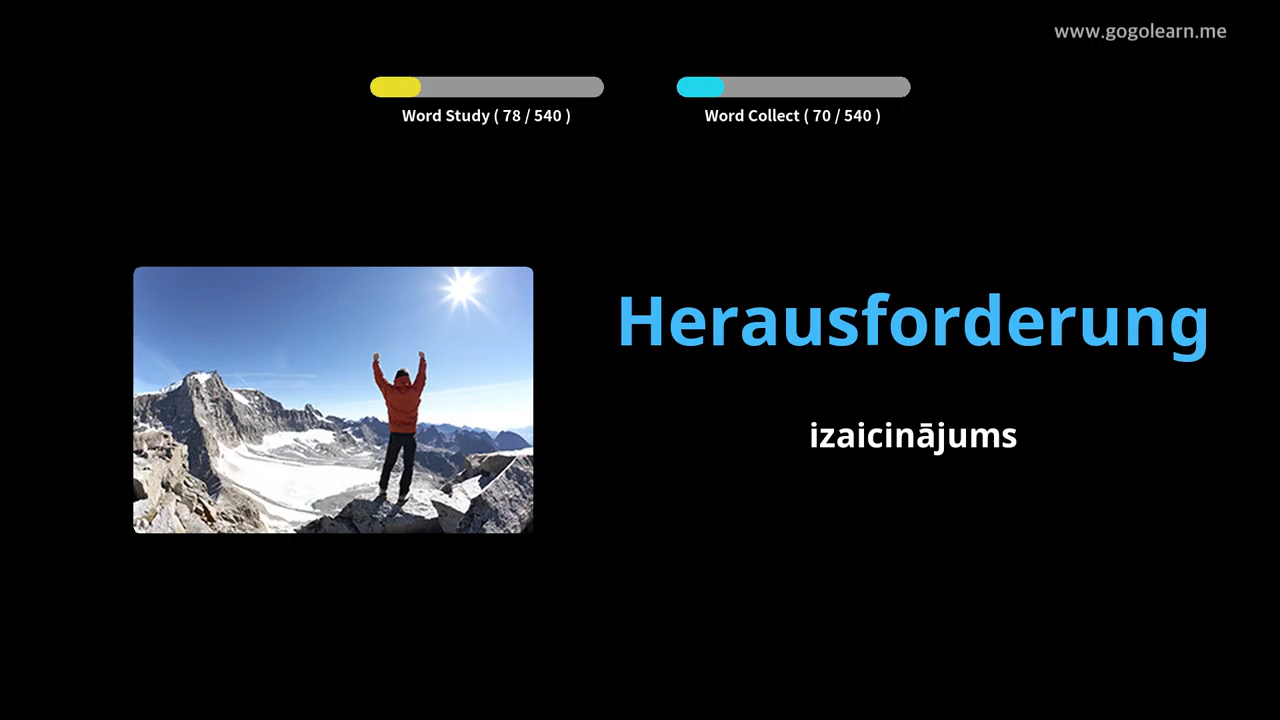 www.gogolearn.me
Word Study ( 78 / 540 )
Word Collect ( 70 / 540 )
Herausforderung
izaicinājums